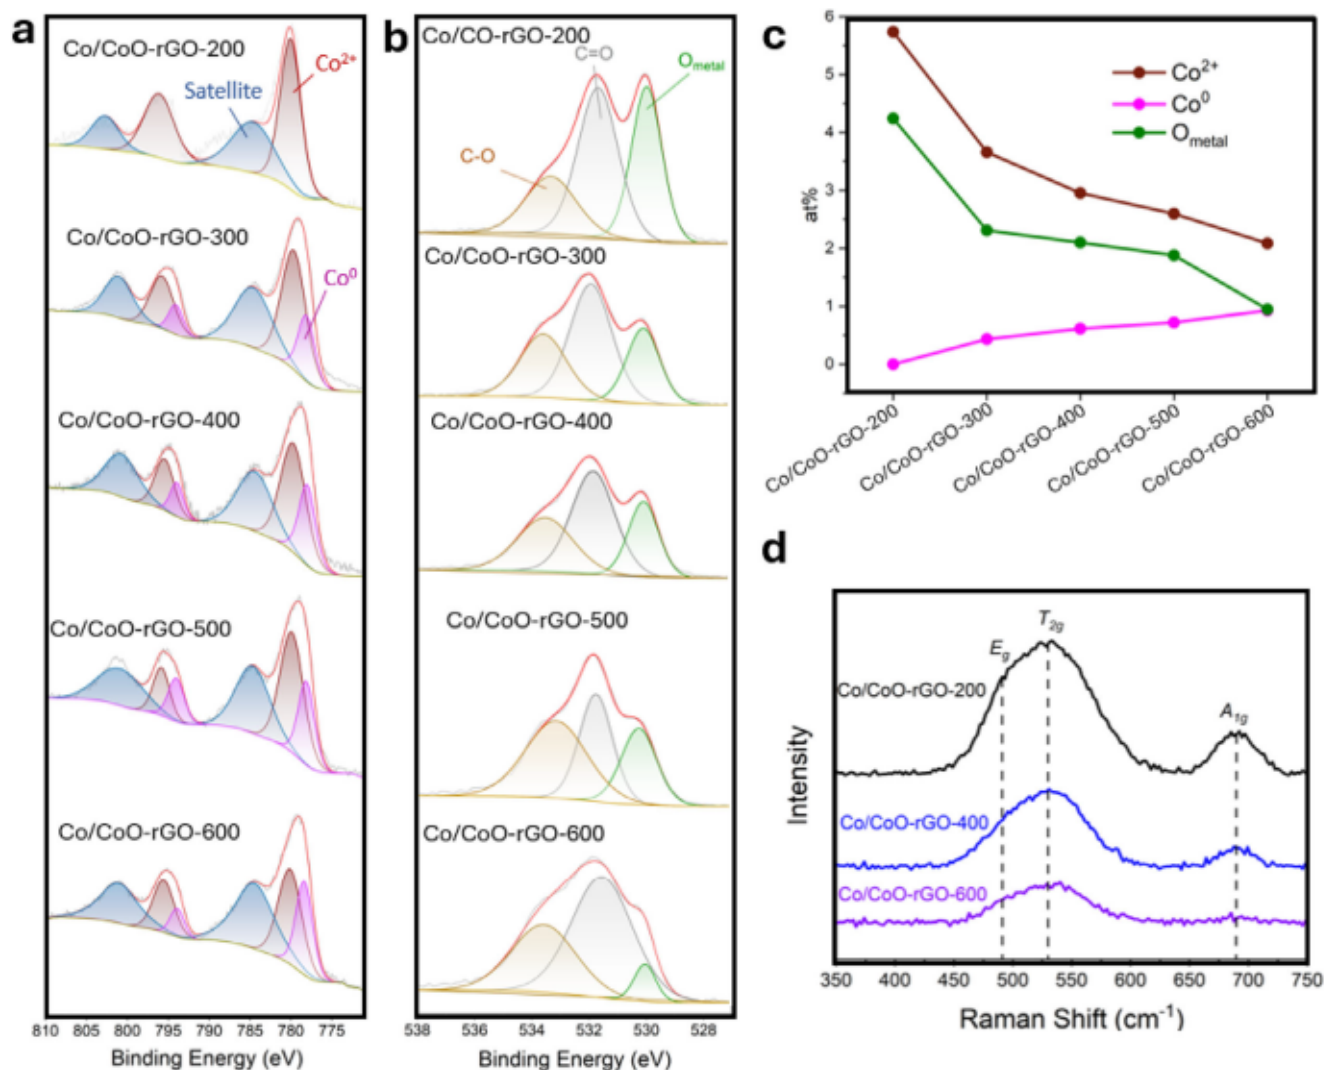 a
Co/CoO-rGO-200
Co²⁺
Satellite
Co/CoO-rGO-300
Co⁰
Co/CoO-rGO-400
Co/CoO-rGO-500
Co/CoO-rGO-600
810 805 800 795 790 785 780 775
Binding Energy (eV)
b
Co/CO-rGO-200
C=O
O_metal
C-O
Co/CoO-rGO-300
Co/CoO-rGO-400
Co/CoO-rGO-500
Co/CoO-rGO-600
538 536 534 532 530 528
Binding Energy (eV)
c
6
5
4
3
2
1
0
at%
Co²⁺
Co⁰
O_metal
Co/CoO-rGO-200
Co/CoO-rGO-300
Co/CoO-rGO-400
Co/CoO-rGO-500
Co/CoO-rGO-600
d
T₂g
E_g
Co/CoO-rGO-200
A₁g
Co/CoO-rGO-400
Co/CoO-rGO-600
Intensity
350 400 450 500 550 600 650 700 750
Raman Shift (cm⁻¹)